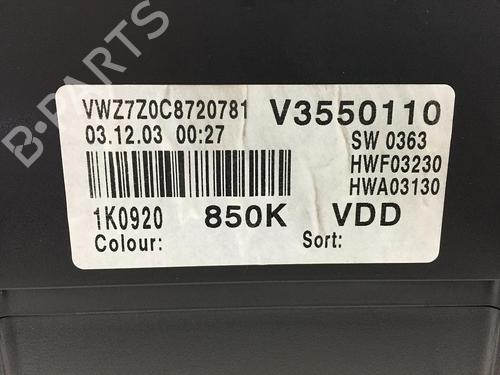 B-PARTS
VWZ7Z0C8720781 V3550110
03.12.03 00:27 SW 0363
HWF03230
HWA03130
1K0920 850K VDD
Colour: Sort: